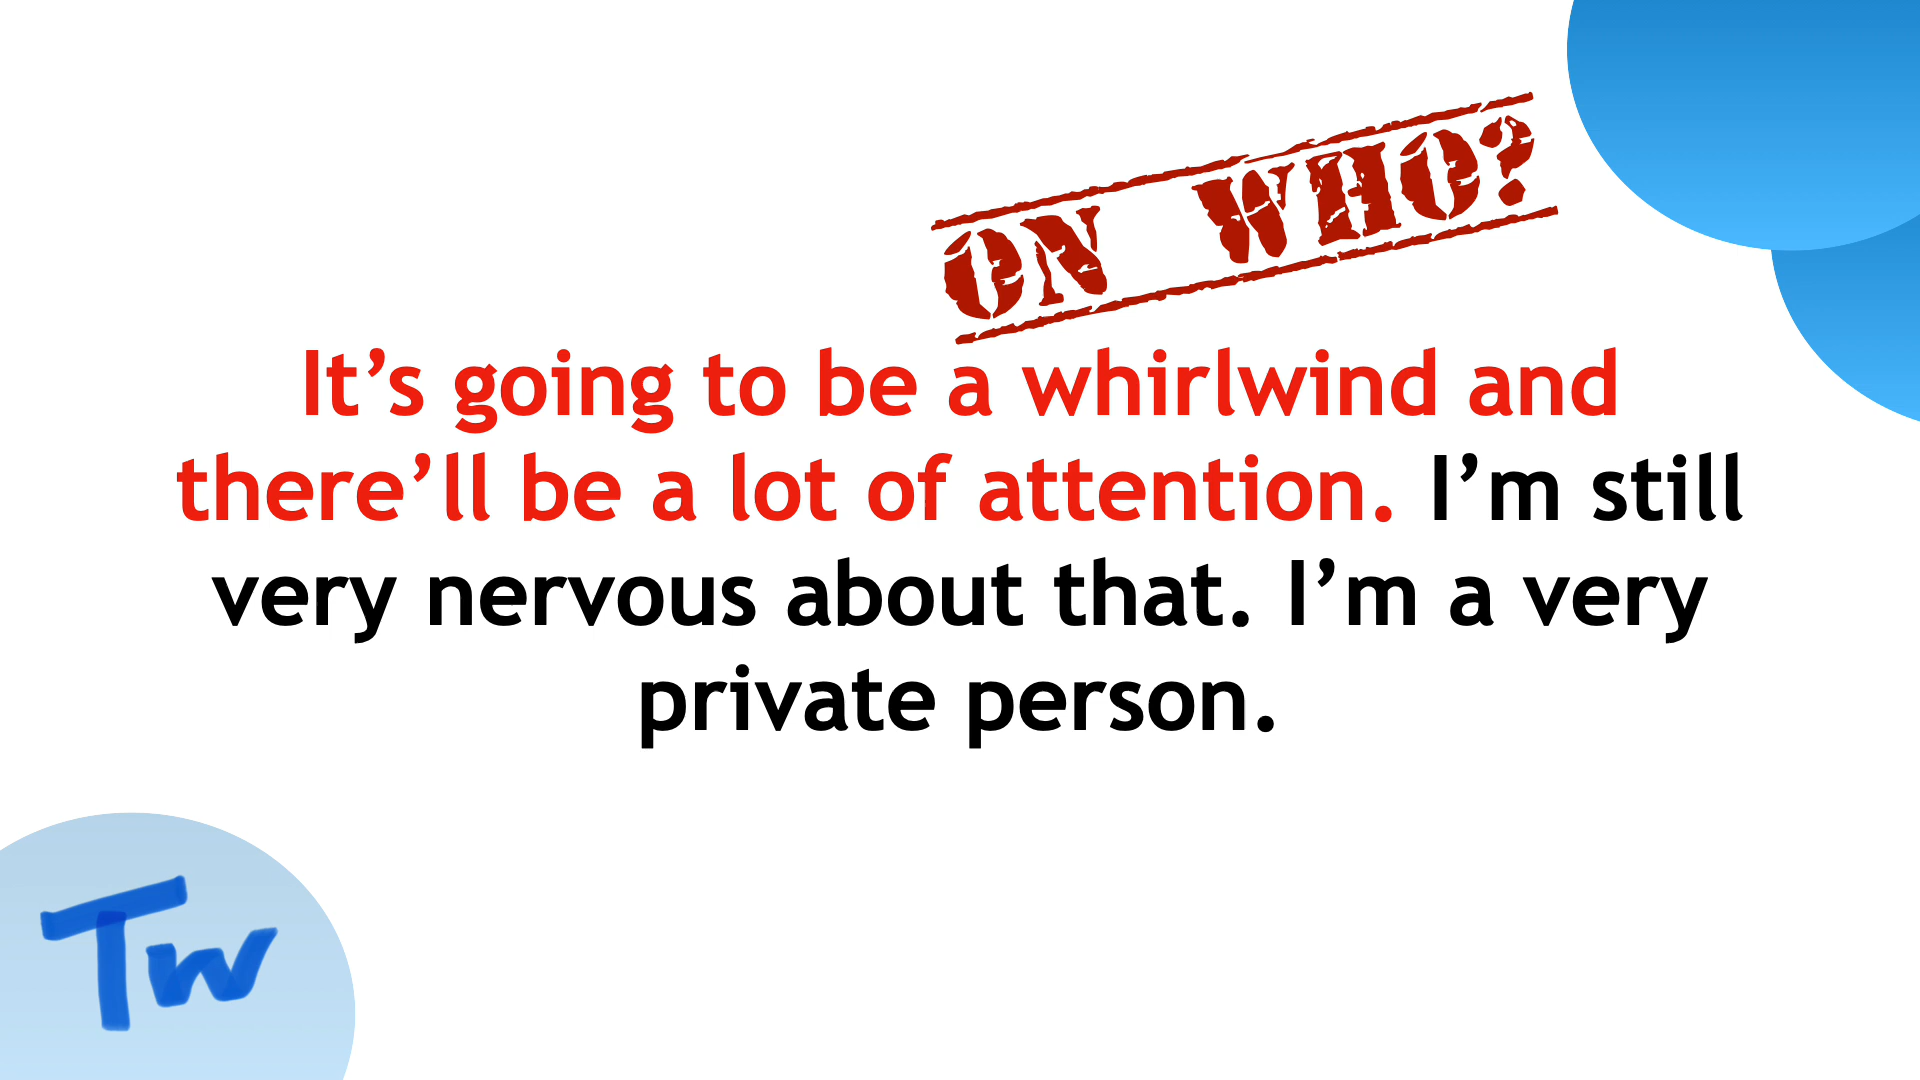 ON WHO?
It’s going to be a whirlwind and
there’ll be a lot of attention. I’m still
very nervous about that. I’m a very
private person.
Tw